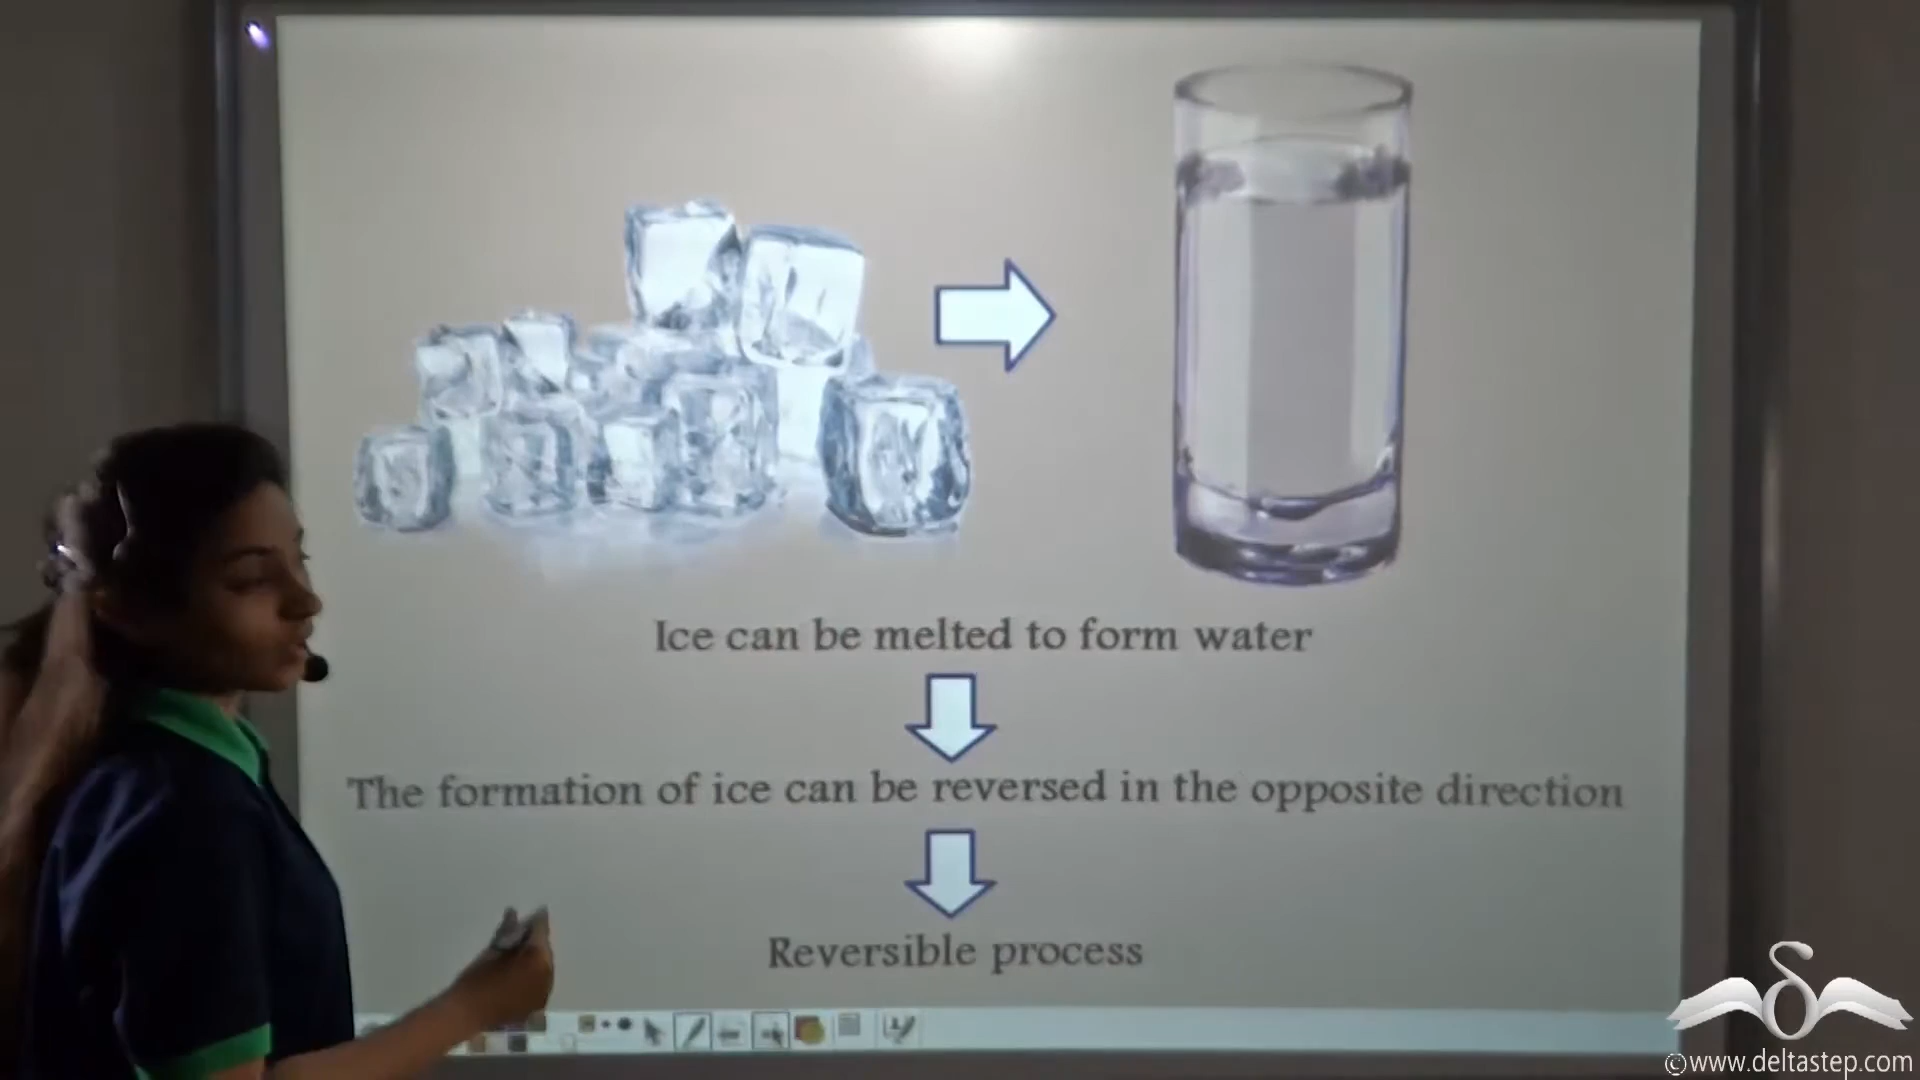 Ice can be melted to form water
The formation of ice can be reversed in the opposite direction
Reversible process
©www.deltastep.com